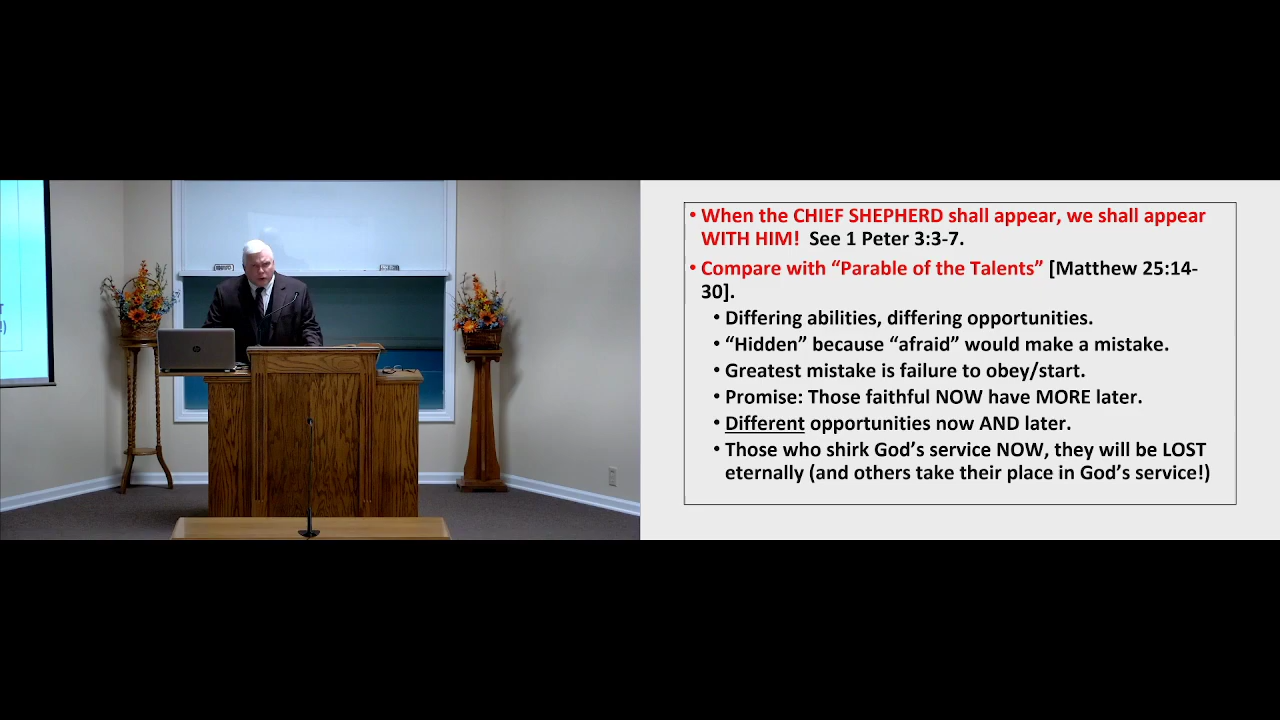 • When the CHIEF SHEPHERD shall appear, we shall appear
WITH HIM! See 1 Peter 3:3-7.
• Compare with “Parable of the Talents” [Matthew 25:14-
30].
• Differing abilities, differing opportunities.
• “Hidden” because “afraid” would make a mistake.
• Greatest mistake is failure to obey/start.
• Promise: Those faithful NOW have MORE later.
• Different opportunities now AND later.
• Those who shirk God’s service NOW, they will be LOST
eternally (and others take their place in God’s service!)